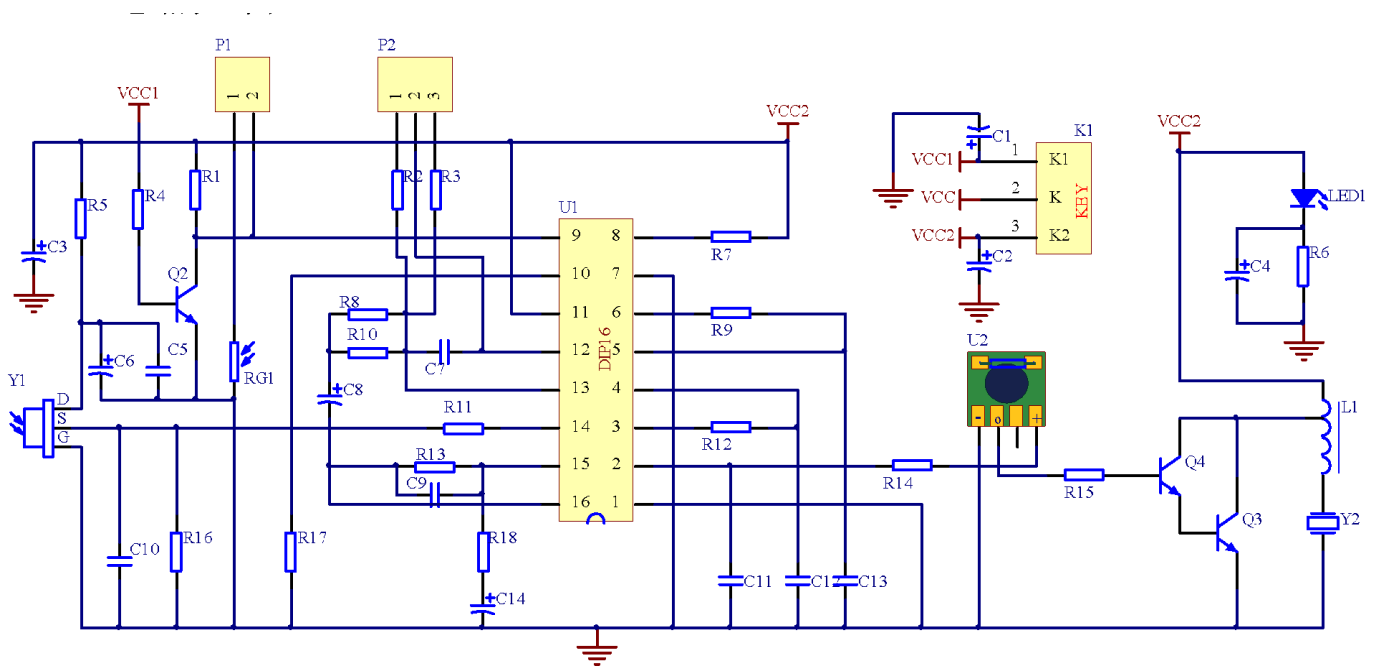 P1
P2
VCC1
1 2
1 2 3
VCC2
R5
R4
R1
R2
R3
C3
Q2
U1
9 8
R7
10 7
11 6
R8
R9
R10
12 5
DIP16
C7
C6
C5
RG1
13 4
C8
R11
14 3
R12
R13
15 2
C9
R14
16 1
Y1
D
S
G
C10
R16
R17
R18
C14
C11
C12
C13
C1
K1
VCC1 1 K1
VCC 2 K
KEY
VCC2 3 K2
C2
U2
- o +
R15
Q4
Q3
VCC2
LED1
C4
R6
L1
Y2